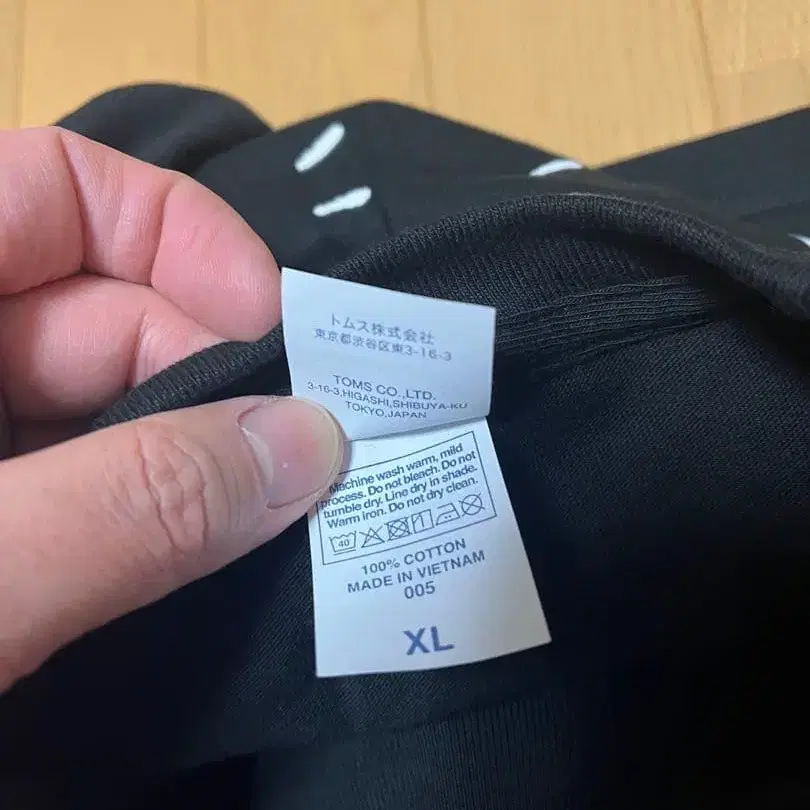 トムス株式会社
東京都渋谷区東3-16-3
TOMS CO.,LTD.
3-16-3,HIGASHI,SHIBUYA-KU
TOKYO,JAPAN
Machine wash warm, mild
process. Do not bleach. Do not
tumble dry. Line dry in shade.
Warm iron. Do not dry clean.
40
100% COTTON
MADE IN VIETNAM
005
XL